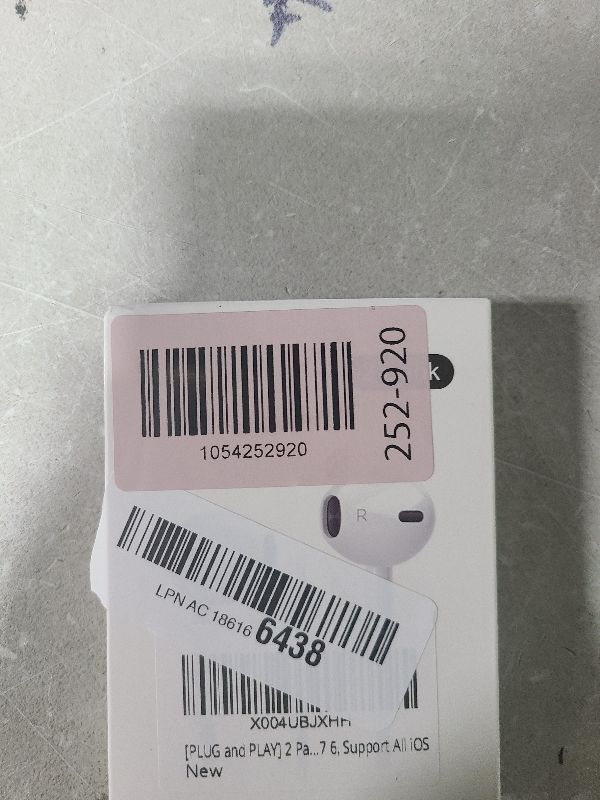 1054252920
252-920
k
R
LPN AC 18616 6438
X004UBJXHH
[PLUG and PLAY] 2 Pa...7 6, Support All iOS
New